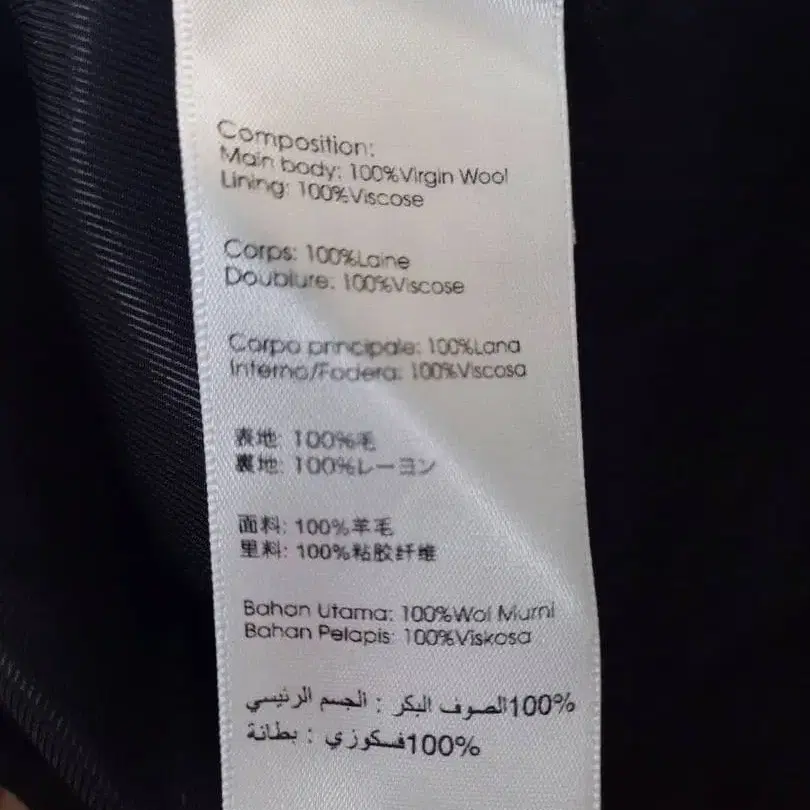 Composition:
Main body: 100%Virgin Wool
Lining: 100%Viscose
Corps: 100%Laine
Doublure: 100%Viscose
Corpo principale: 100%Lana
Interno/Fodera: 100%Viscosa
表地: 100%毛
裏地: 100%レーヨン
面料: 100%羊毛
里料: 100%粘胶纤维
Bahan Utama: 100%Wol Murni
Bahan Pelapis: 100%Viskosa
100%الصوف البكر : الجسم الرئيسي
100%فسكوزي : بطانة